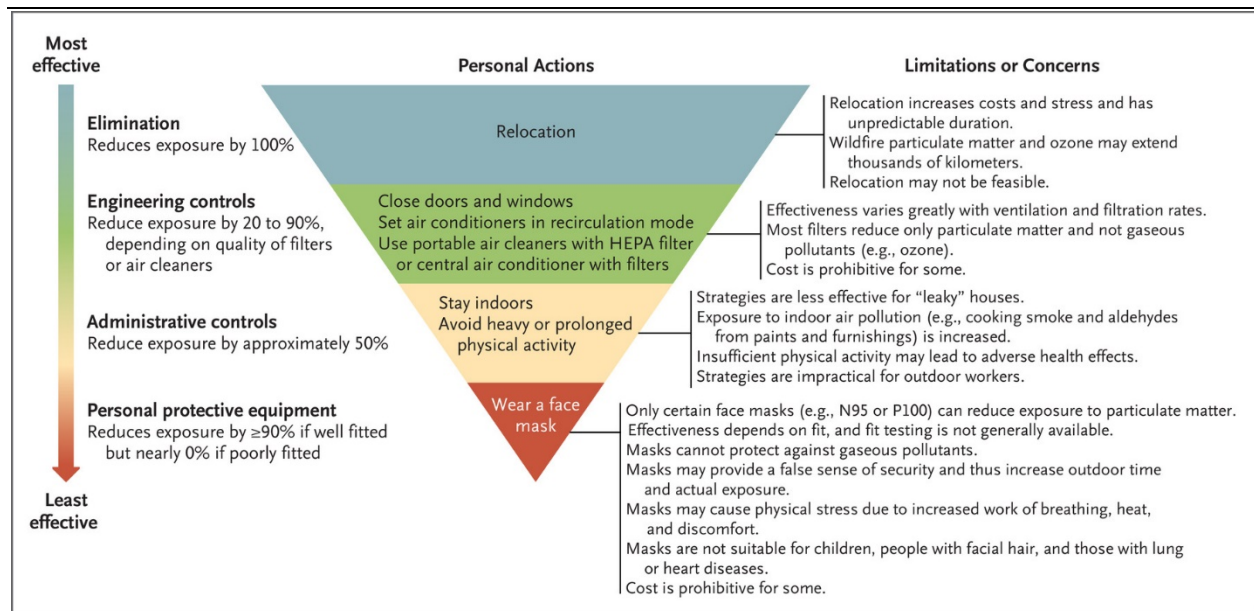 Most
effective
Personal Actions
Limitations or Concerns
Elimination
Reduces exposure by 100%
Relocation
Relocation increases costs and stress and has
unpredictable duration.
Wildfire particulate matter and ozone may extend
thousands of kilometers.
Relocation may not be feasible.
Engineering controls
Reduce exposure by 20 to 90%,
depending on quality of filters
or air cleaners
Close doors and windows
Set air conditioners in recirculation mode
Use portable air cleaners with HEPA filter
or central air conditioner with filters
Effectiveness varies greatly with ventilation and filtration rates.
Most filters reduce only particulate matter and not gaseous
pollutants (e.g., ozone).
Cost is prohibitive for some.
Administrative controls
Reduce exposure by approximately 50%
Stay indoors
Avoid heavy or prolonged
physical activity
Strategies are less effective for “leaky” houses.
Exposure to indoor air pollution (e.g., cooking smoke and aldehydes
from paints and furnishings) is increased.
Insufficient physical activity may lead to adverse health effects.
Strategies are impractical for outdoor workers.
Personal protective equipment
Reduces exposure by ≥90% if well fitted
but nearly 0% if poorly fitted
Wear a face
mask
Only certain face masks (e.g., N95 or P100) can reduce exposure to particulate matter.
Effectiveness depends on fit, and fit testing is not generally available.
Masks cannot protect against gaseous pollutants.
Masks may provide a false sense of security and thus increase outdoor time
and actual exposure.
Masks may cause physical stress due to increased work of breathing, heat,
and discomfort.
Masks are not suitable for children, people with facial hair, and those with lung
or heart diseases.
Cost is prohibitive for some.
Least
effective